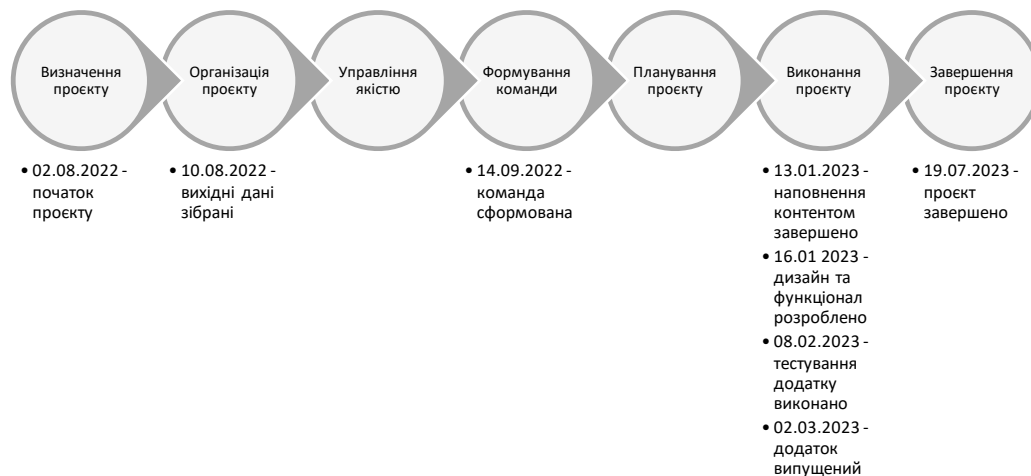 Визначення
проєкту
Організація
проєкту
Управління
якістю
Формування
команди
Планування
проєкту
Виконання
проєкту
Завершення
проєкту
• 02.08.2022 -
початок
проєкту
• 10.08.2022 -
вихідні дані
зібрані
• 14.09.2022 -
команда
сформована
• 13.01.2023 -
наповнення
контентом
завершено
• 16.01 2023 -
дизайн та
функціонал
розроблено
• 08.02.2023 -
тестування
додатку
виконано
• 02.03.2023 -
додаток
випущений
• 19.07.2023 -
проєкт
завершено